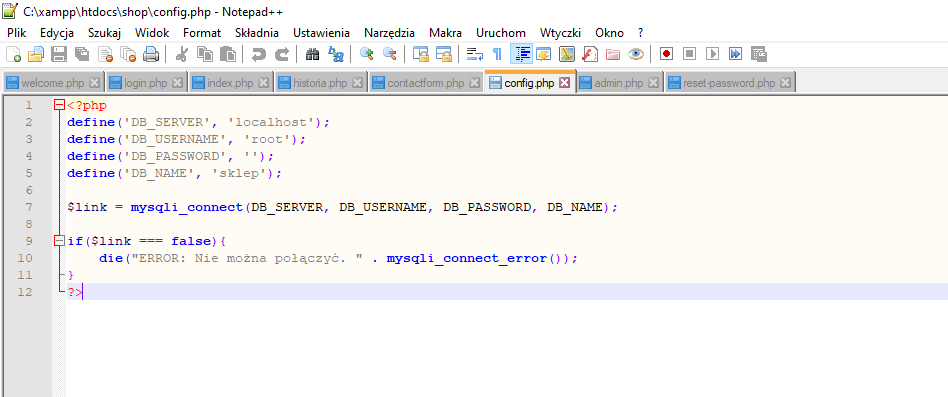 C:\xampp\htdocs\shop\config.php - Notepad++
Plik Edycja Szukaj Widok Format Składnia Ustawienia Narzędzia Makra Uruchom Wtyczki Okno ?
welcome.php login.php index.php historia.php contactform.php config.php admin.php reset-password.php
1 <?php
2 define('DB_SERVER', 'localhost');
3 define('DB_USERNAME', 'root');
4 define('DB_PASSWORD', '');
5 define('DB_NAME', 'sklep');
6
7 $link = mysqli_connect(DB_SERVER, DB_USERNAME, DB_PASSWORD, DB_NAME);
8
9 if($link === false){
10 die("ERROR: Nie można połączyć. " . mysqli_connect_error());
11 }
12 ?>